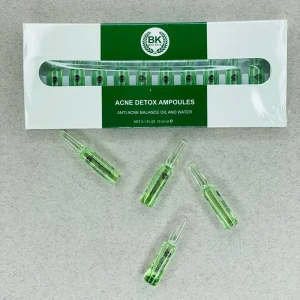 BK
ACNE DETOX AMPOULES
ANTI ACNE BALANCE OIL AND WATER